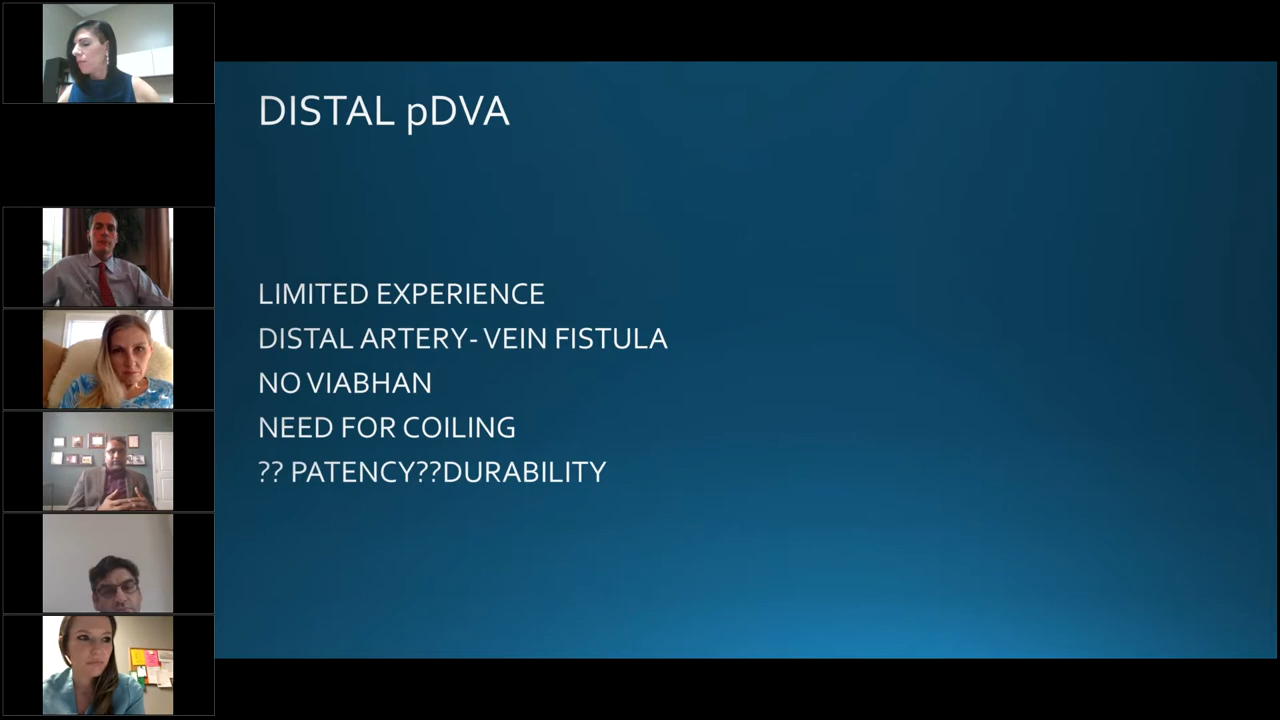 DISTAL pDVA
LIMITED EXPERIENCE
DISTAL ARTERY- VEIN FISTULA
NO VIABHAN
NEED FOR COILING
?? PATENCY??DURABILITY